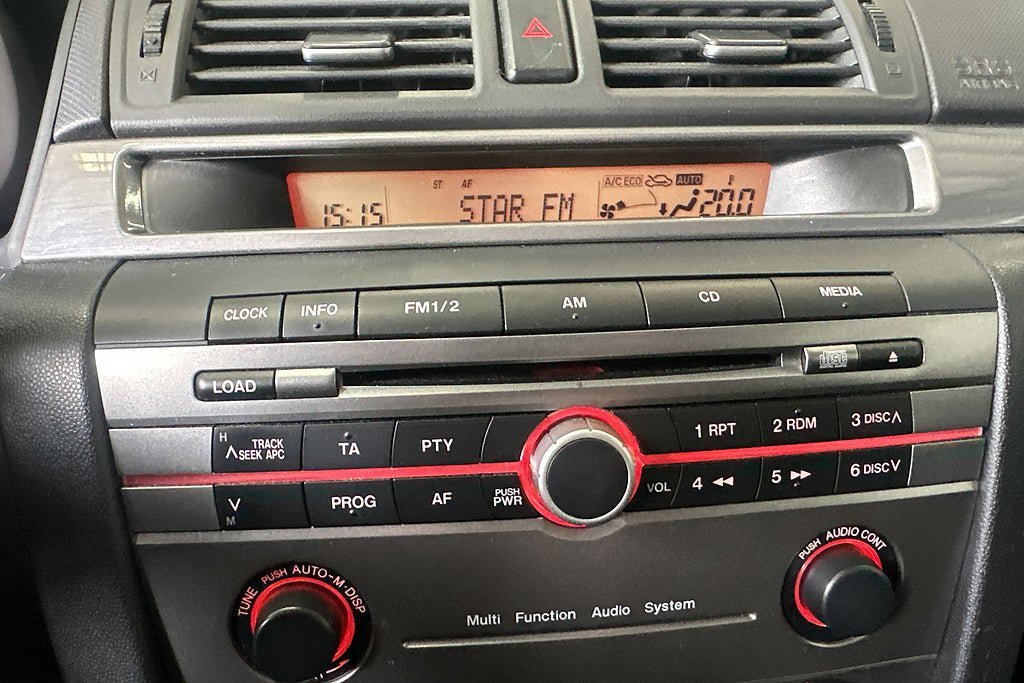 SRS
AIRBAG
ST AF A/C ECO AUTO
15:15 STAR FM 20.0
CLOCK INFO FM1/2 AM CD MEDIA
LOAD DISC
H TRACK
∧ SEEK APC TA PTY 1 RPT 2 RDM 3 DISC∧
∨ M PROG AF PUSH PWR VOL 4 ◀◀ 5 ▶▶ 6 DISC∨
TUNE PUSH AUTO-M-DISP
PUSH AUDIO CONT
Multi Function Audio System